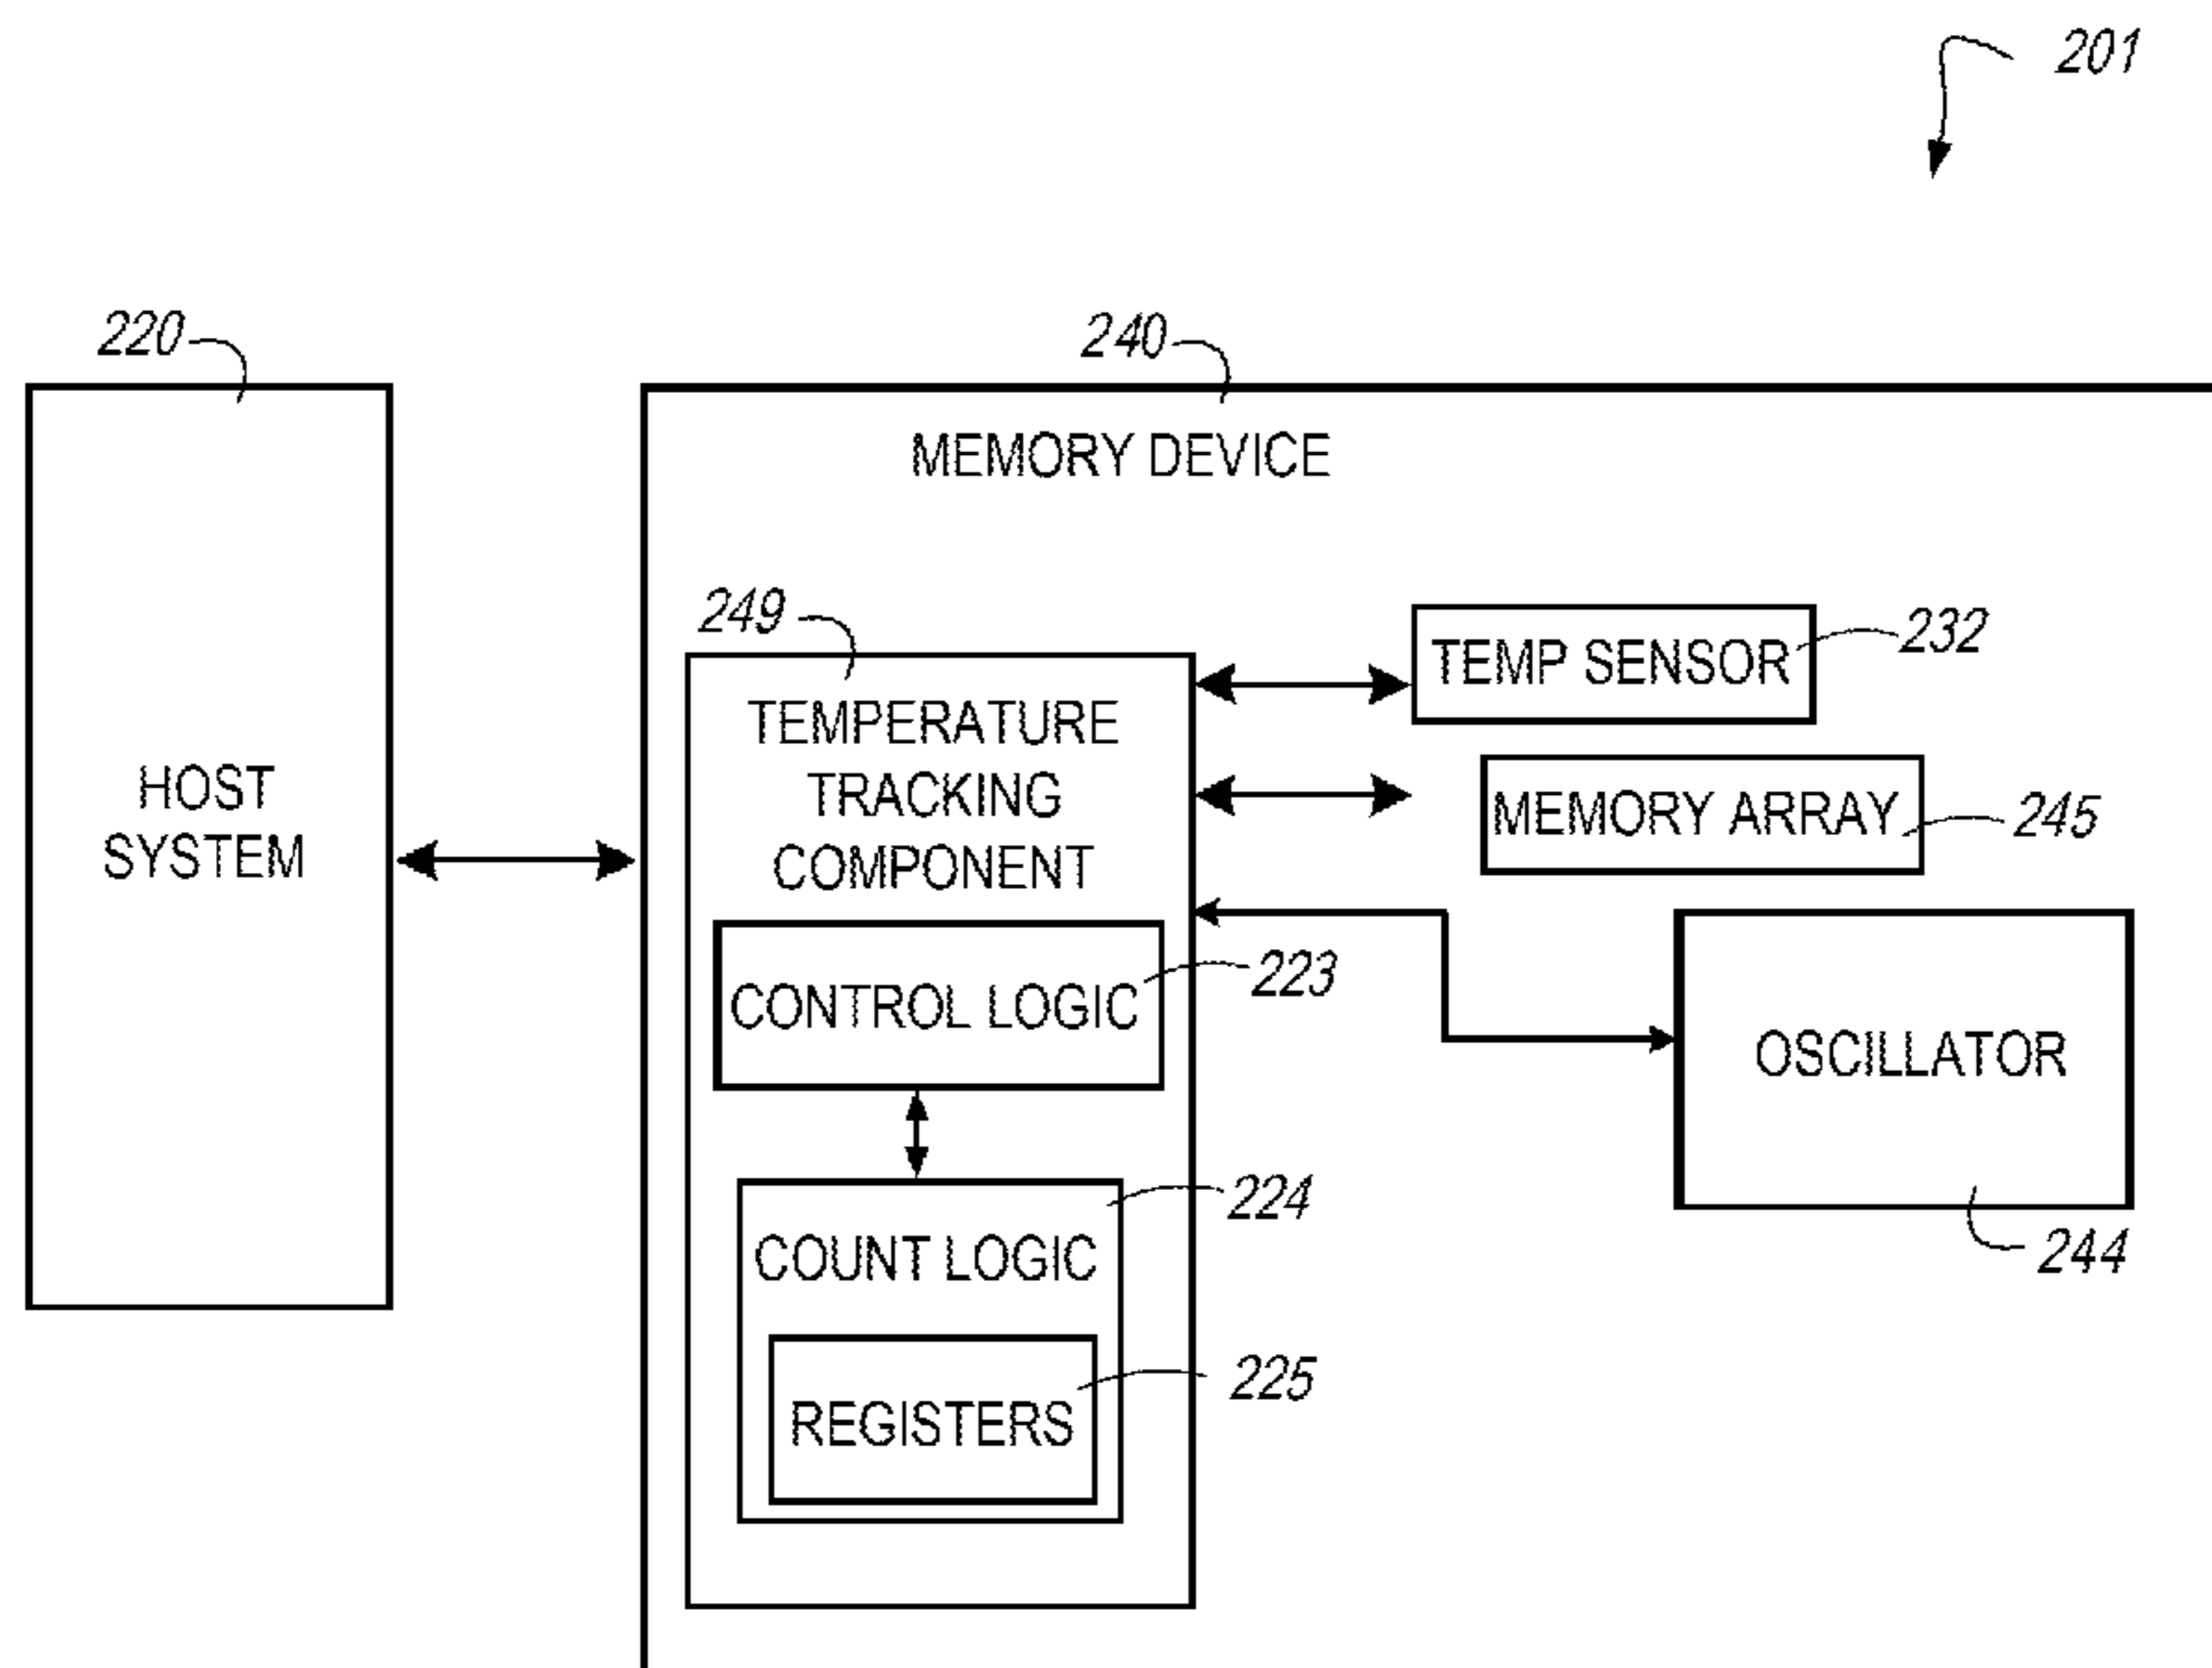 201
220
240
MEMORY DEVICE
249
TEMP SENSOR
232
TEMPERATURE
TRACKING
COMPONENT
MEMORY ARRAY
245
HOST
SYSTEM
CONTROL LOGIC
223
OSCILLATOR
244
COUNT LOGIC
224
REGISTERS
225